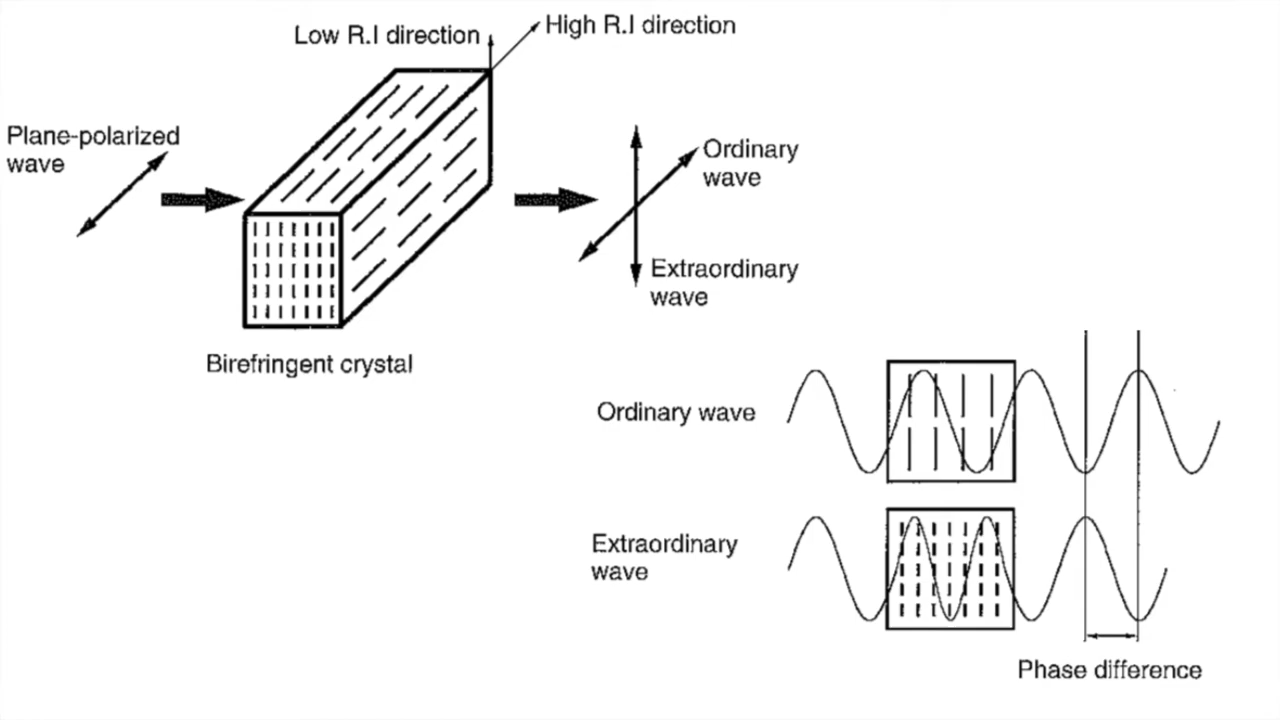 Low R.I direction
High R.I direction
Plane-polarized
wave
Ordinary
wave
Extraordinary
wave
Birefringent crystal
Ordinary wave
Extraordinary
wave
Phase difference